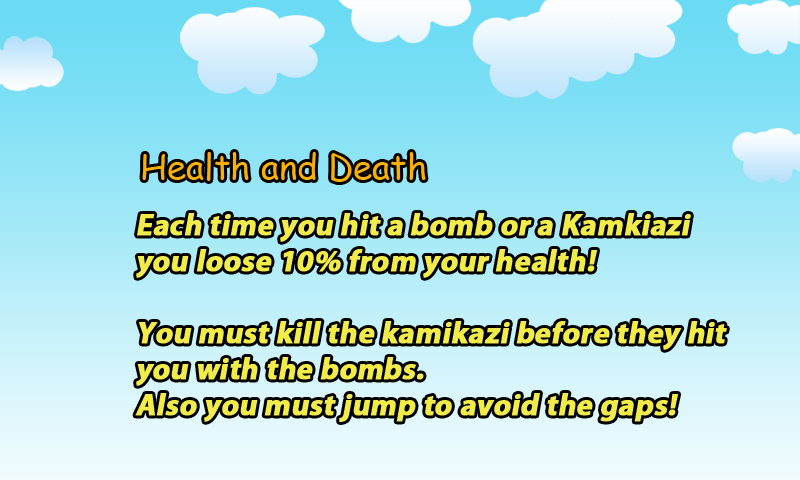 Health and Death
Each time you hit a bomb or a Kamkiazi
you loose 10% from your health!
You must kill the kamikazi before they hit
you with the bombs.
Also you must jump to avoid the gaps!